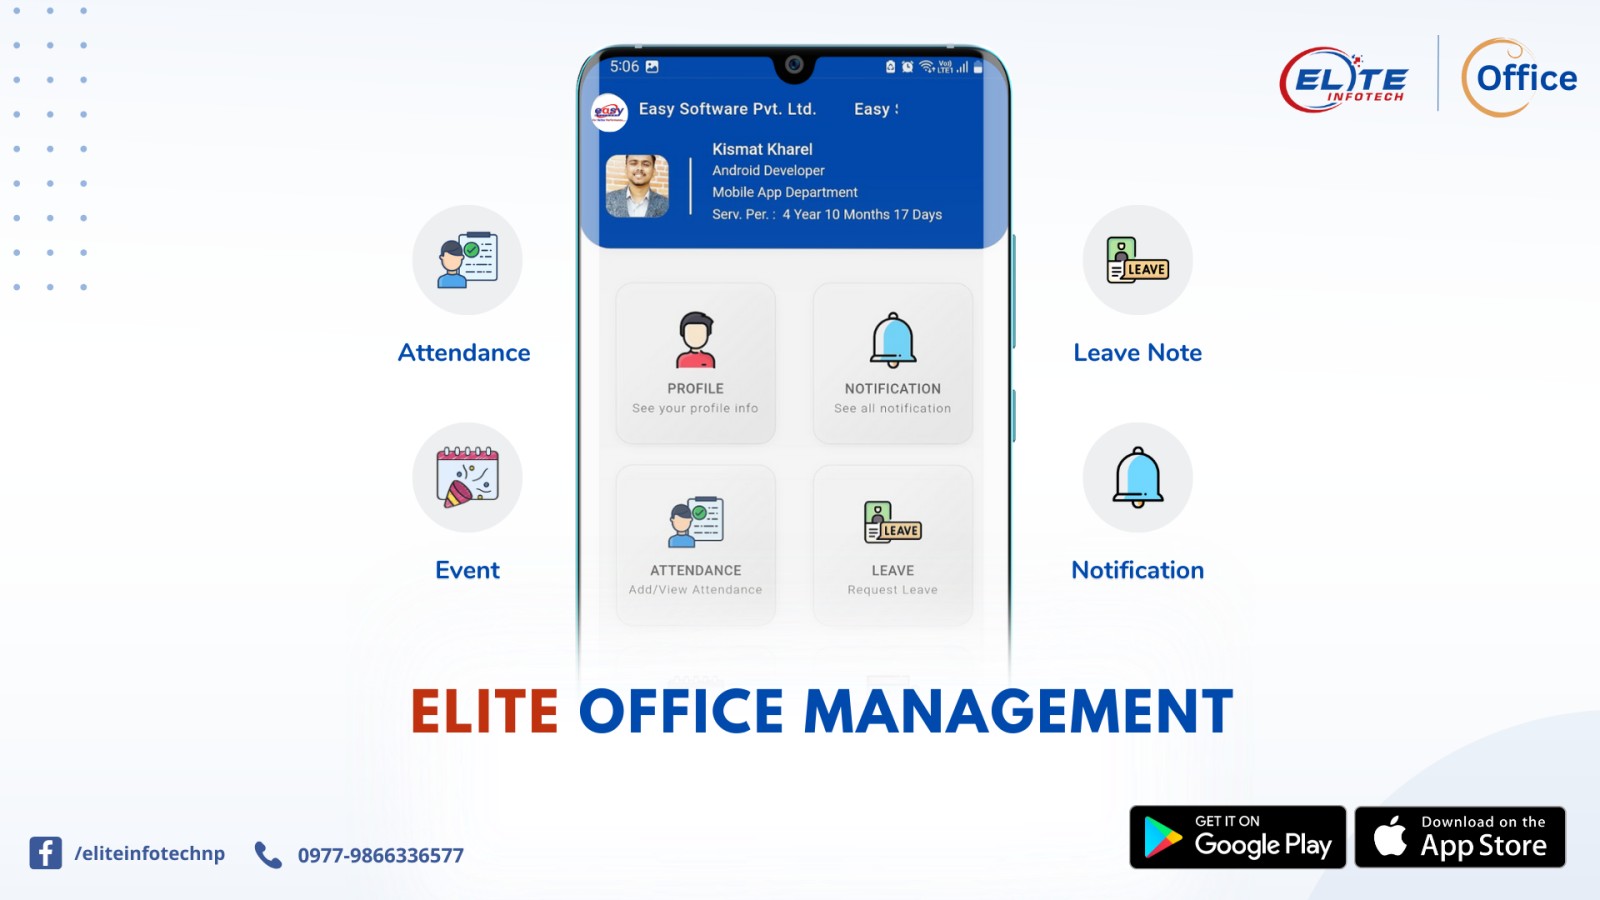 5:06
Vo))
LTE1
easy
Easy Software Pvt. Ltd.
Easy
Kismat Kharel
Android Developer
Mobile App Department
Serv. Per. : 4 Year 10 Months 17 Days
ELITE
INFOTECH
Office
Attendance
Event
PROFILE
See your profile info
NOTIFICATION
See all notification
ATTENDANCE
Add/View Attendance
LEAVE
LEAVE
Request Leave
LEAVE
Leave Note
Notification
ELITE OFFICE MANAGEMENT
/eliteinfotechnp
0977-9866336577
GET IT ON
Google Play
Download on the
App Store